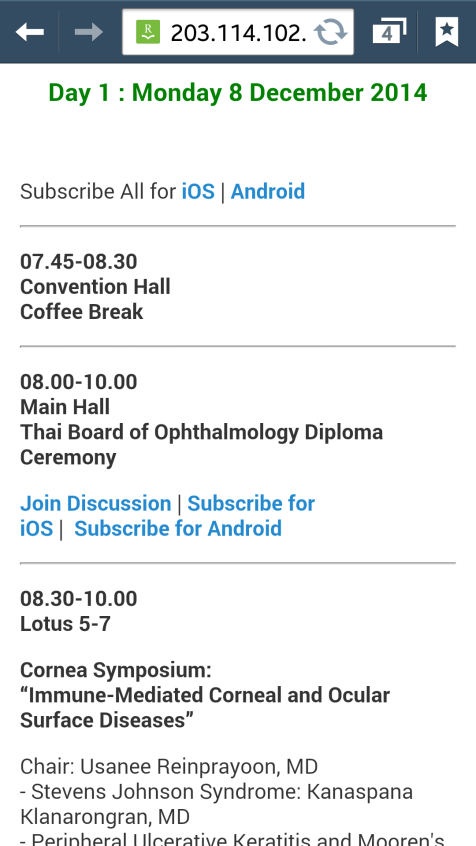 R
203.114.102.
4
Day 1 : Monday 8 December 2014
Subscribe All for iOS | Android
07.45-08.30
Convention Hall
Coffee Break
08.00-10.00
Main Hall
Thai Board of Ophthalmology Diploma
Ceremony
Join Discussion | Subscribe for
iOS | Subscribe for Android
08.30-10.00
Lotus 5-7
Cornea Symposium:
“Immune-Mediated Corneal and Ocular
Surface Diseases”
Chair: Usanee Reinprayoon, MD
- Stevens Johnson Syndrome: Kanaspana
Klanarongran, MD
- Peripheral Ulcerative Keratitis and Mooren's